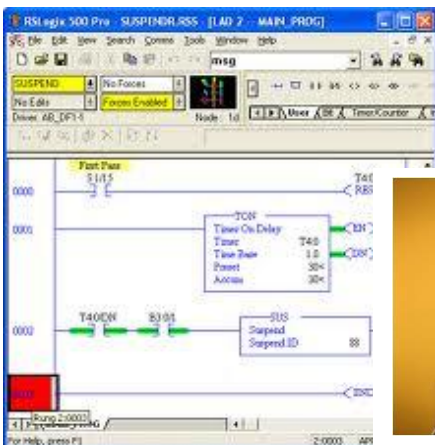 RSLogix 500 Pro - SUSPENDR.RSS - [LAD 2 - MAIN_PROG]
File Edit View Search Comms Tools Window Help
msg
SUSPEND No Forces
No Edits Forces Enabled
Driver: AB_DF1-1 Node: 1d
User Bit Timer/Counter
First Pass
S:1/15 T4:0
0000 RES
0001 TON
Timer On Delay EN
Timer T4:0
Time Base 1.0 DN
Preset 30<
Accum 30<
0002 T4:0/DN B3:0/1 SUS
Suspend
Suspend ID 88
END
Rung 2:0003
For Help, press F1 2:0003